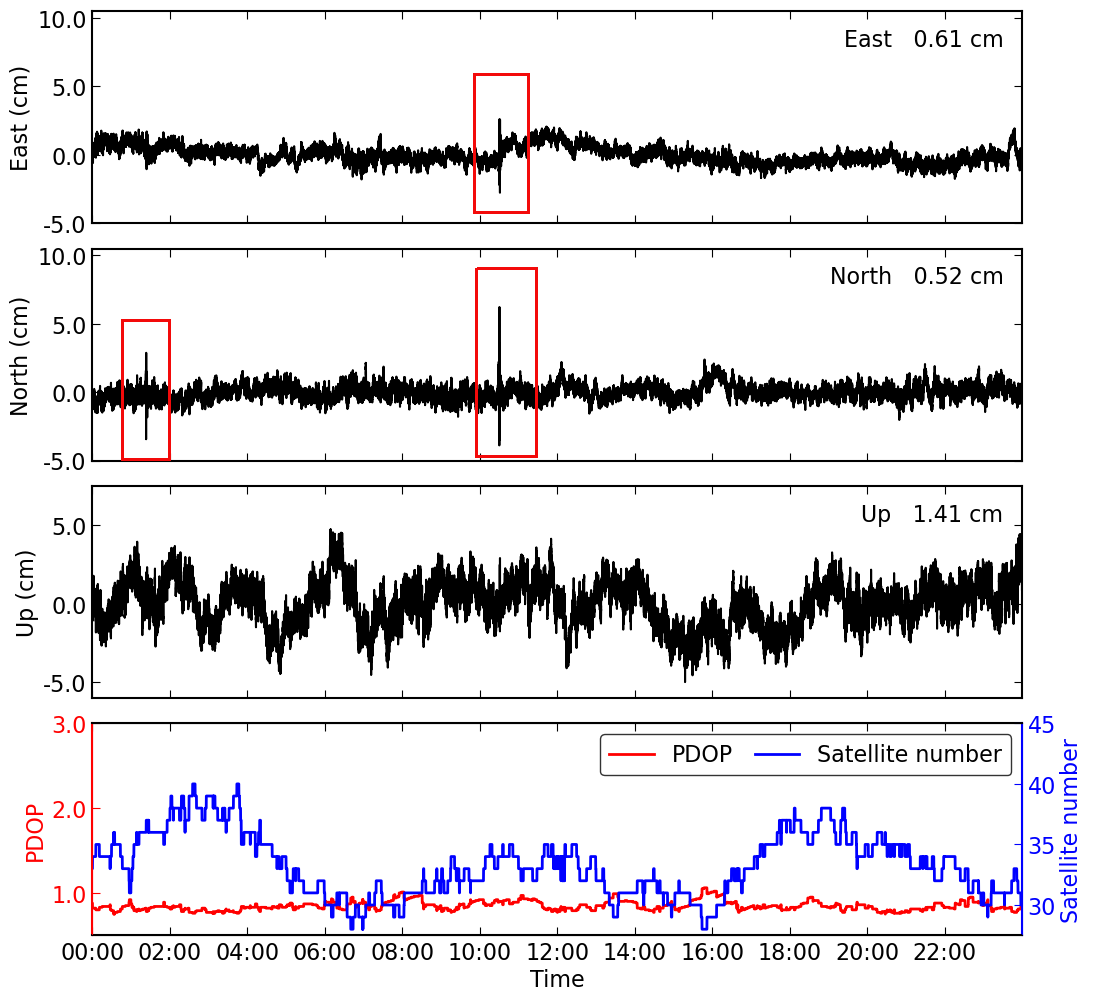 10.0
5.0
0.0
-5.0
East (cm)
East 0.61 cm
10.0
5.0
0.0
-5.0
North (cm)
North 0.52 cm
5.0
0.0
-5.0
Up (cm)
Up 1.41 cm
3.0
2.0
1.0
PDOP
PDOP Satellite number
45
40
35
30
Satellite number
00:00 02:00 04:00 06:00 08:00 10:00 12:00 14:00 16:00 18:00 20:00 22:00
Time